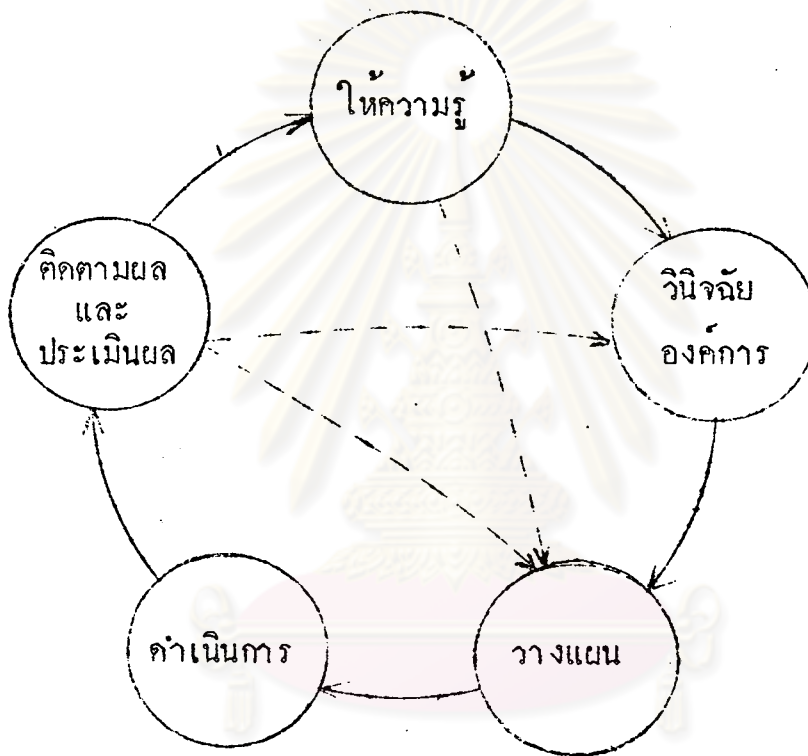 ให้ความรู้
วินิจฉัย
องค์การ
วางแผน
ดำเนินการ
ติดตามผล
และ
ประเมินผล